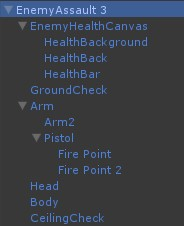 EnemyAssault 3
EnemyHealthCanvas
HealthBackground
HealthBack
HealthBar
GroundCheck
Arm
Arm2
Pistol
Fire Point
Fire Point 2
Head
Body
CeilingCheck